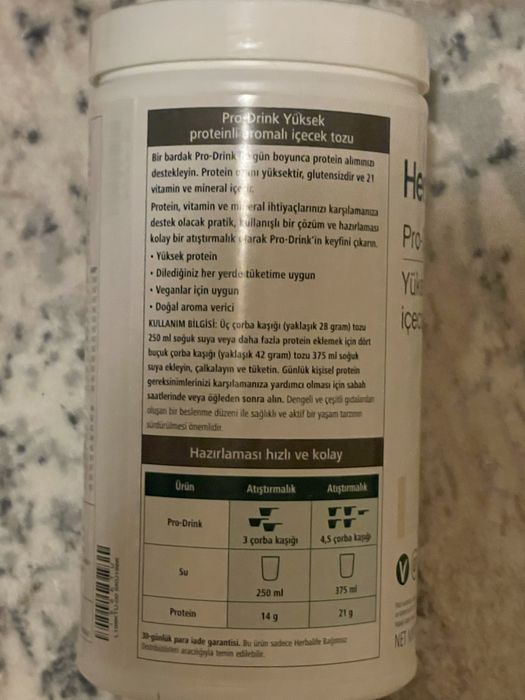 Pro-Drink Yüksek
proteinli aromalı içecek tozu
Bir bardak Pro-Drink gün boyunca protein alımınızı
destekleyin. Protein oranı yüksektir, glutensizdir ve 21
vitamin ve mineral içerir.
Protein, vitamin ve mineral ihtiyaçlarınızı karşılamanıza
destek olacak pratik, kullanışlı bir çözüm ve hazırlaması
kolay bir atıştırmalık olarak Pro-Drink'in keyfini çıkarın.
• Yüksek protein
• Dilediğiniz her yerde tüketime uygun
• Veganlar için uygun
• Doğal aroma verici
KULLANIM BİLGİSİ: Üç çorba kaşığı (yaklaşık 28 gram) tozu
250 ml soğuk suya veya daha fazla protein eklemek için dört
buçuk çorba kaşığı (yaklaşık 42 gram) tozu 375 ml soğuk
suya ekleyin, çalkalayın ve tüketin. Günlük kişisel protein
gereksinimlerinizi karşılamanıza yardımcı olması için sabah
saatlerinde veya öğleden sonra alın. Dengeli ve çeşitli gıdalardan
oluşan bir beslenme düzeni ile sağlıklı ve aktif bir yaşam tarzının
sürdürülmesi önemlidir.
Hazırlaması hızlı ve kolay
Ürün Atıştırmalık Atıştırmalık
Pro-Drink
3 çorba kaşığı 4,5 çorba kaşığı
Su
250 ml 375 ml
Protein 14 g 21 g
30-günlük para iade garantisi. Bu ürün sadece Herbalife Bağımsız
Distribütörleri aracılığıyla temin edilebilir.
He
Pro-
Yük
içec
V
NET